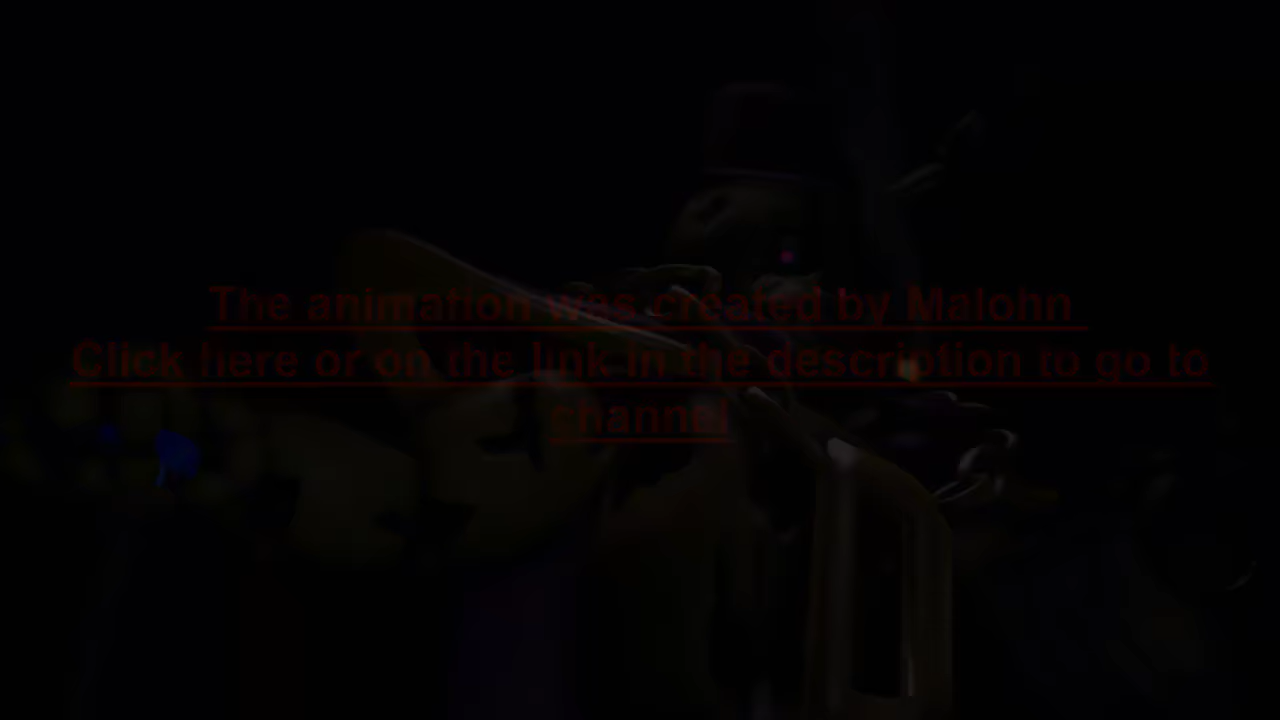 The animation was created by Malohn
Click here or on the link in the description to go to
channel